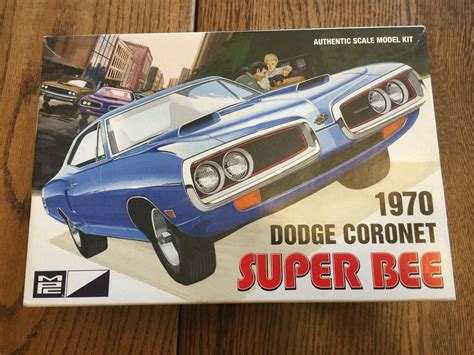 AUTHENTIC SCALE MODEL KIT
1970
DODGE CORONET
SUPER BEE
MPC